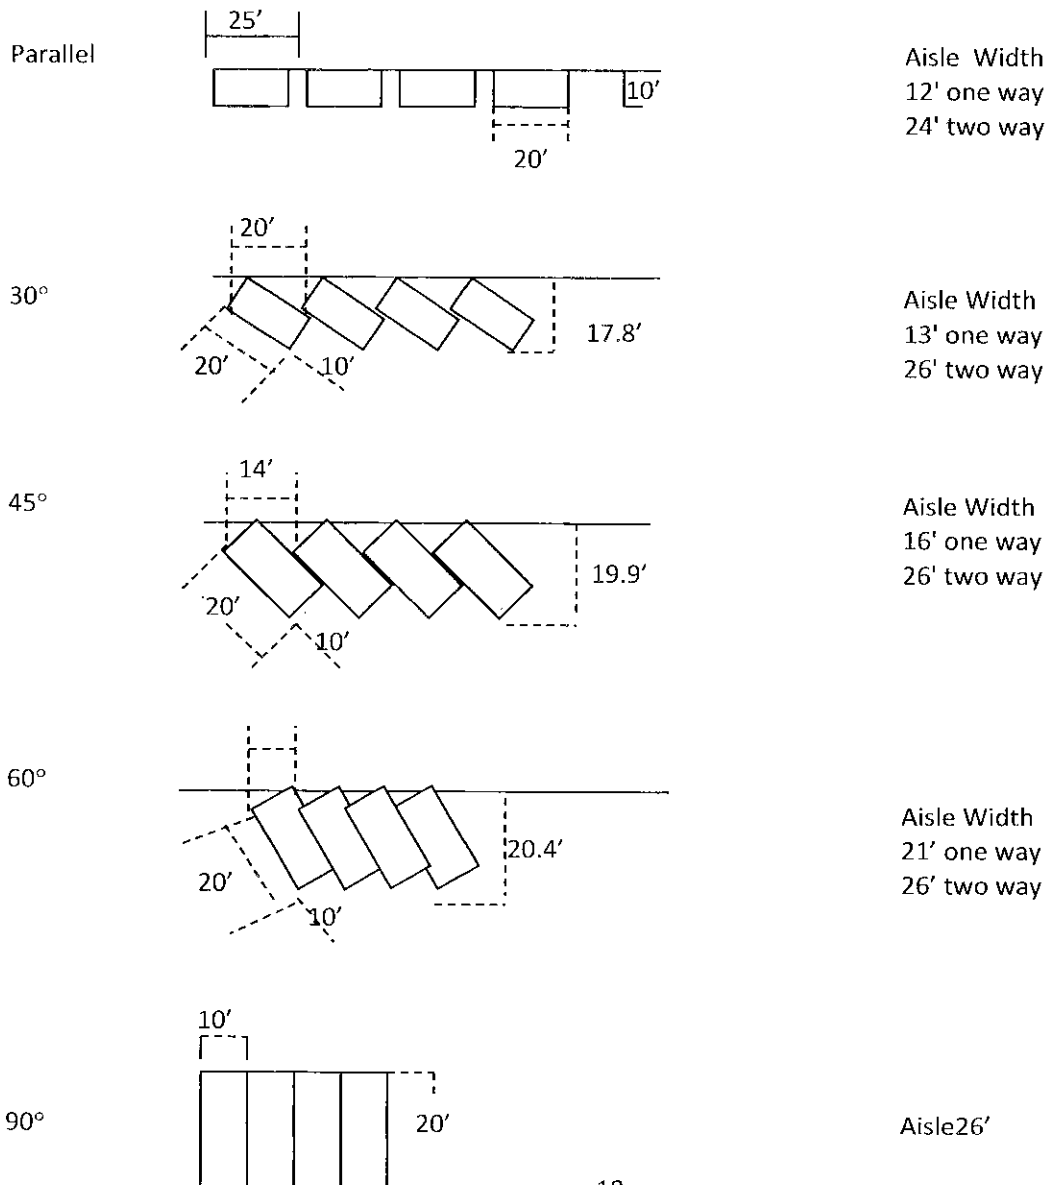 25′
Parallel
Aisle Width
12' one way
24' two way
10′
20′
20′
30°
Aisle Width
13' one way
26' two way
17.8′
20′
10′
14′
45°
Aisle Width
16' one way
26' two way
19.9′
20′
10′
60°
Aisle Width
21′ one way
26′ two way
20.4′
20′
10′
10′
90°
20′
Aisle26′